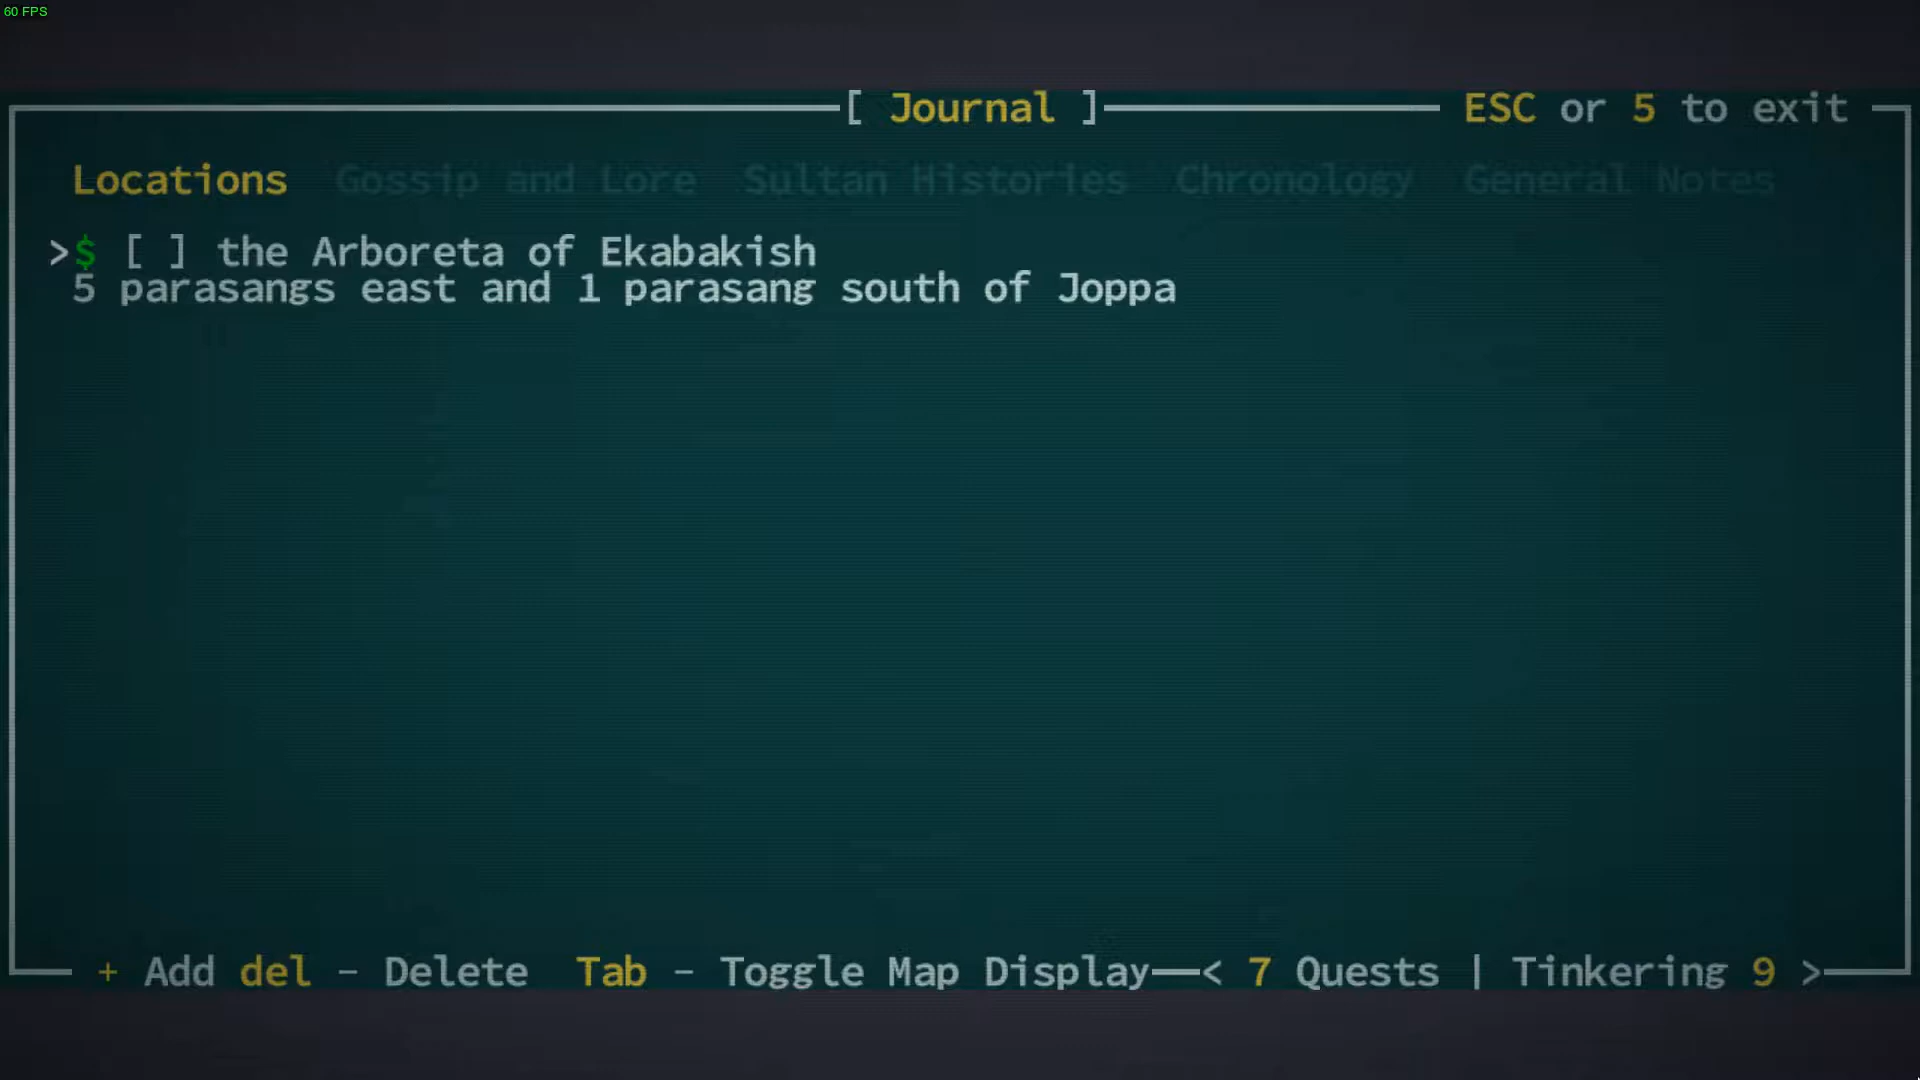 60 FPS
[ Journal ] ESC or 5 to exit
Locations Gossip and Lore Sultan Histories Chronology General Notes
>$ [ ] the Arboreta of Ekabakish
5 parasangs east and 1 parasang south of Joppa
+ Add del - Delete Tab - Toggle Map Display < 7 Quests | Tinkering 9 >